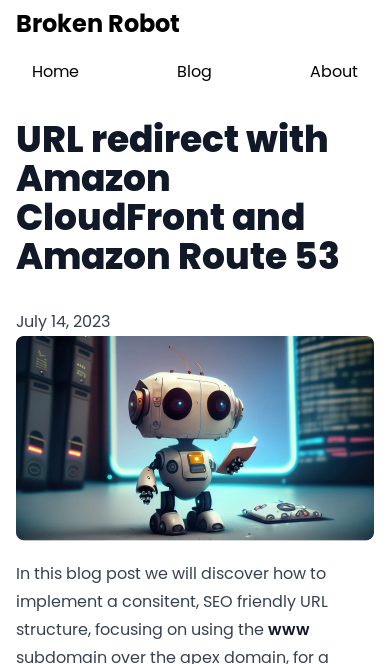 Broken Robot
Home Blog About
URL redirect with
Amazon
CloudFront and
Amazon Route 53
July 14, 2023
In this blog post we will discover how to
implement a consitent, SEO friendly URL
structure, focusing on using the www
subdomain over the apex domain, for a